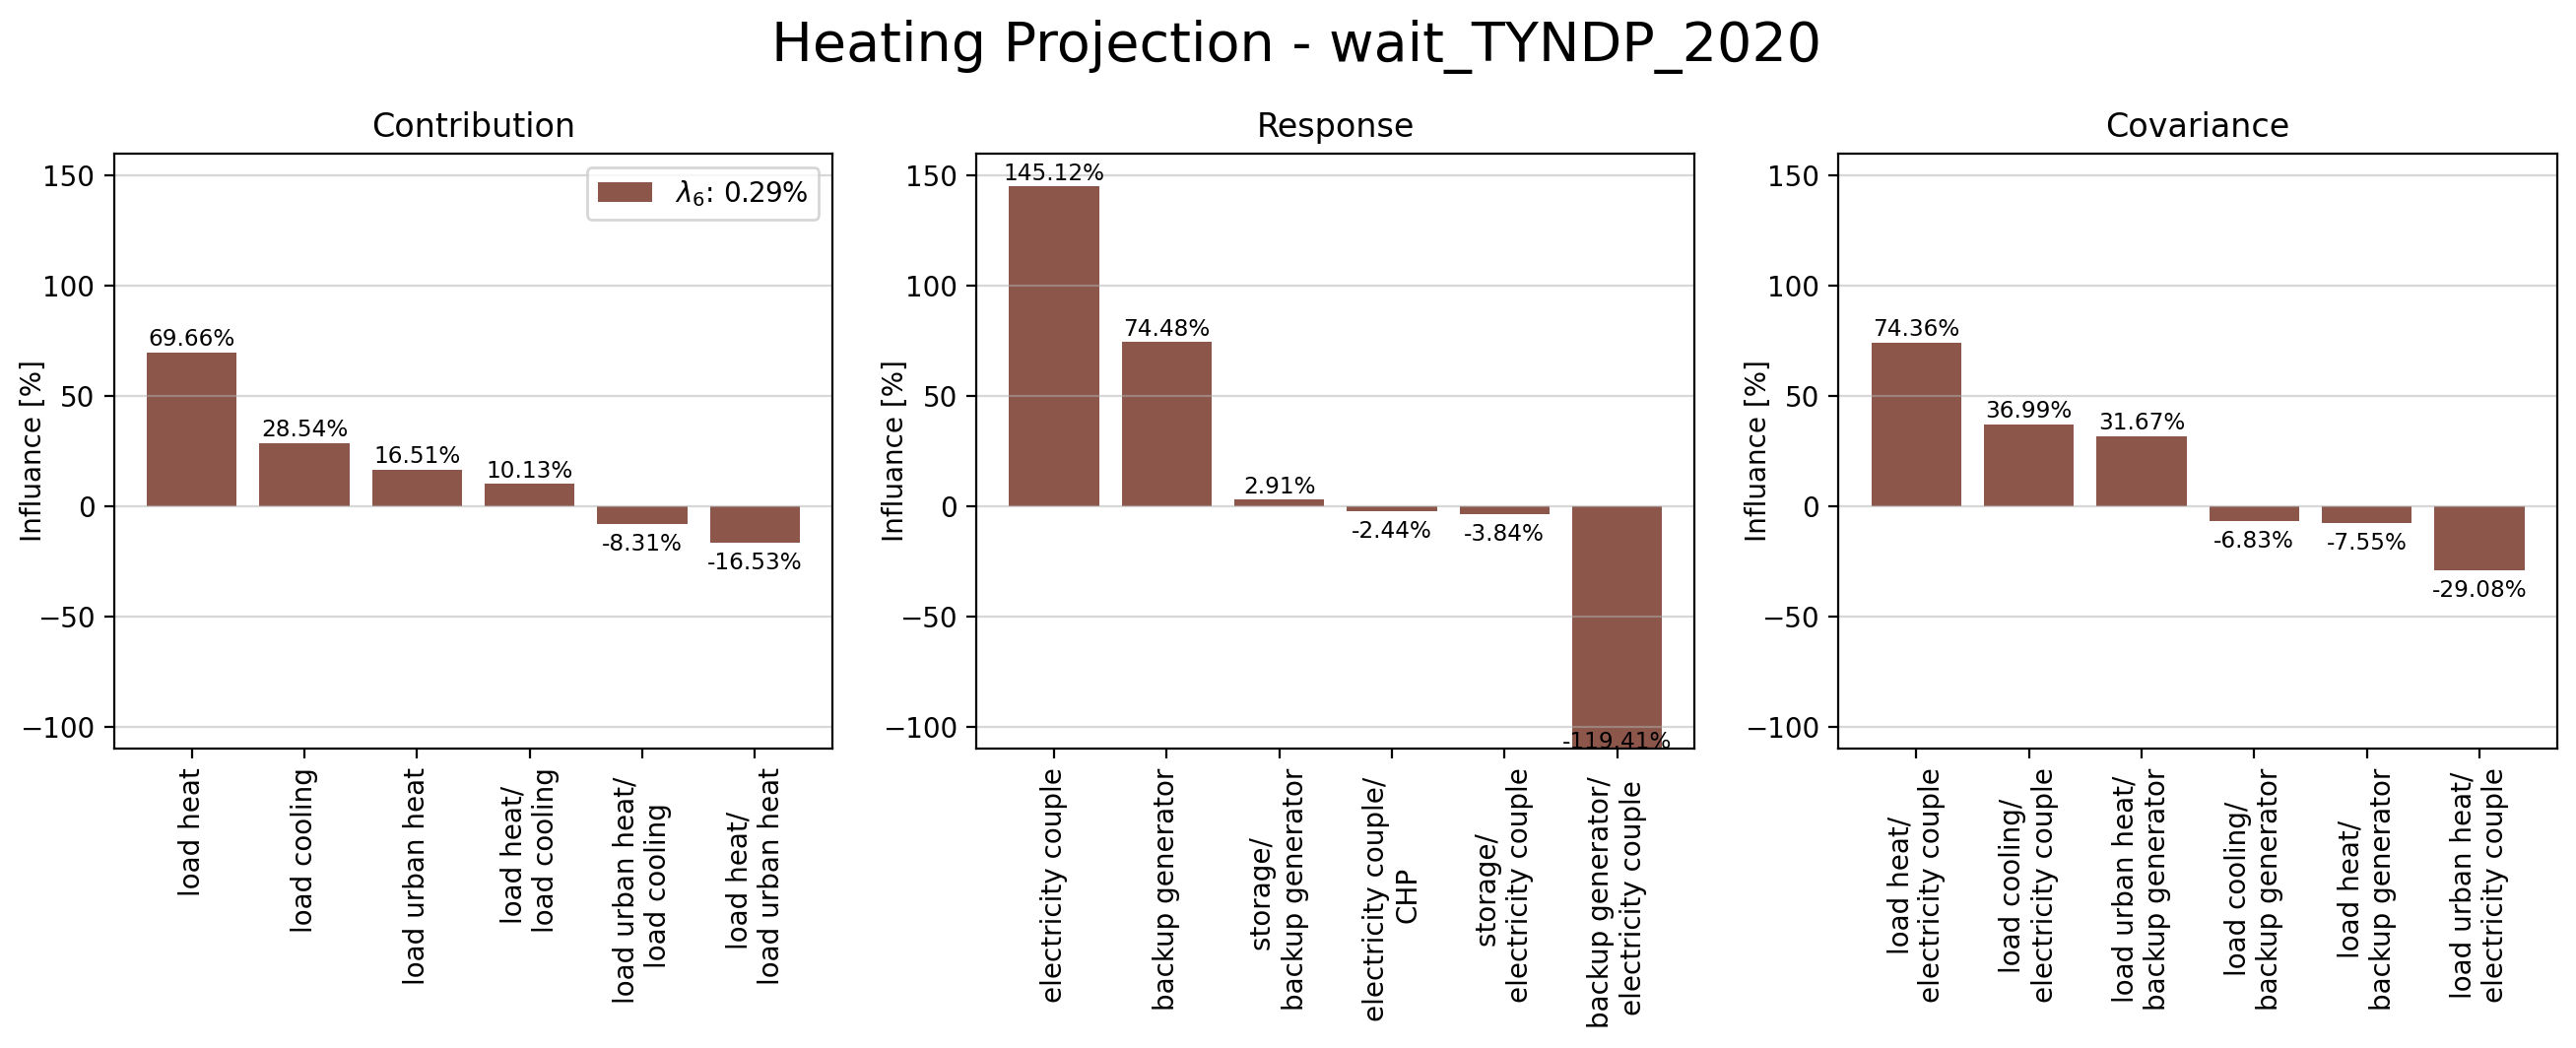 Heating Projection - wait_TYNDP_2020
Contribution
Influance [%]
150
100
50
0
−50
−100
λ6: 0.29%
69.66%
28.54%
16.51%
10.13%
-8.31%
-16.53%
load heat
load cooling
load urban heat
load heat/
load cooling
load urban heat/
load cooling
load heat/
load urban heat
Response
Influance [%]
150
100
50
0
−50
−100
145.12%
74.48%
2.91%
-2.44%
-3.84%
-119.41%
electricity couple
backup generator
storage/
backup generator
electricity couple/
CHP
storage/
electricity couple
backup generator/
electricity couple
Covariance
Influance [%]
150
100
50
0
−50
−100
74.36%
36.99%
31.67%
-6.83%
-7.55%
-29.08%
load heat/
electricity couple
load cooling/
electricity couple
load urban heat/
backup generator
load cooling/
backup generator
load heat/
backup generator
load urban heat/
electricity couple